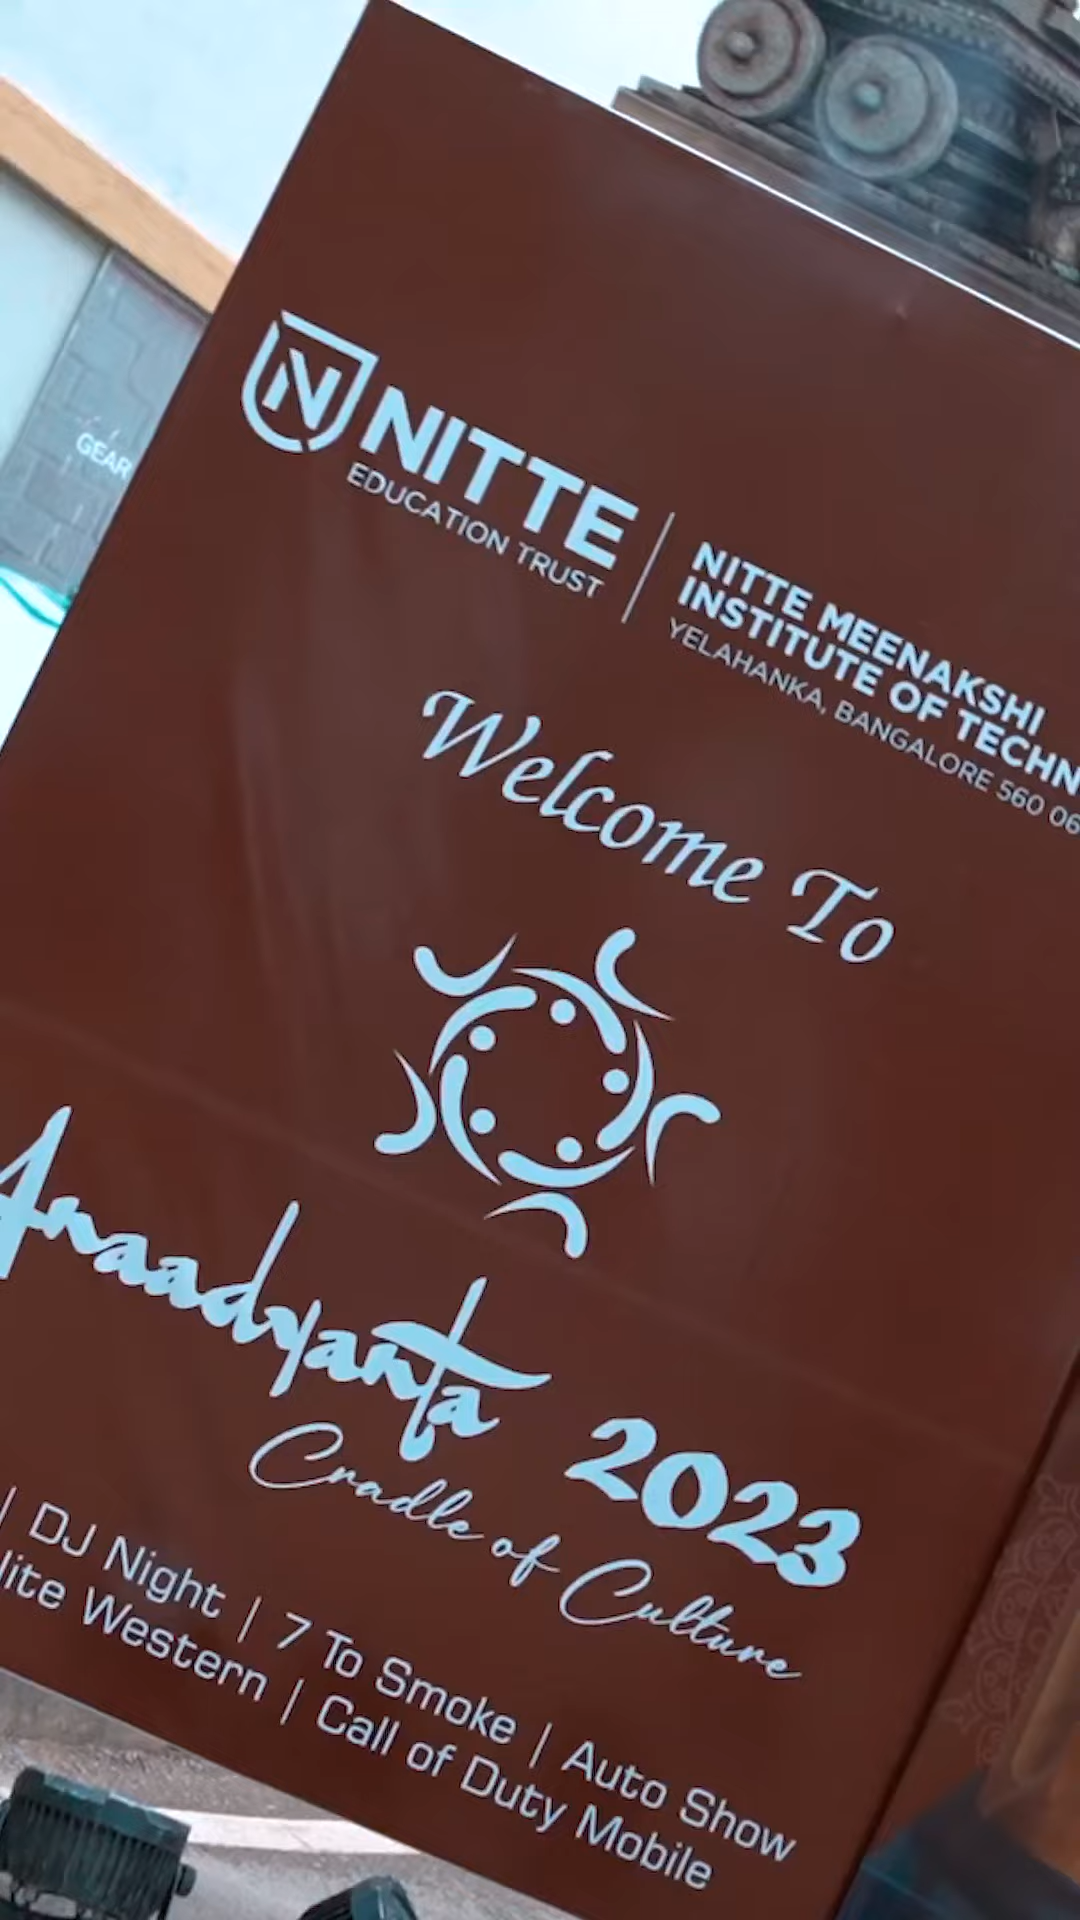 GEAR
N NITTE
EDUCATION TRUST
NITTE MEENAKSHI
INSTITUTE OF TECHN
YELAHANKA, BANGALORE 560 06
Welcome To
Anaadyanta 2023
Cradle of Culture
| DJ Night | 7 To Smoke | Auto Show
lite Western | Call of Duty Mobile